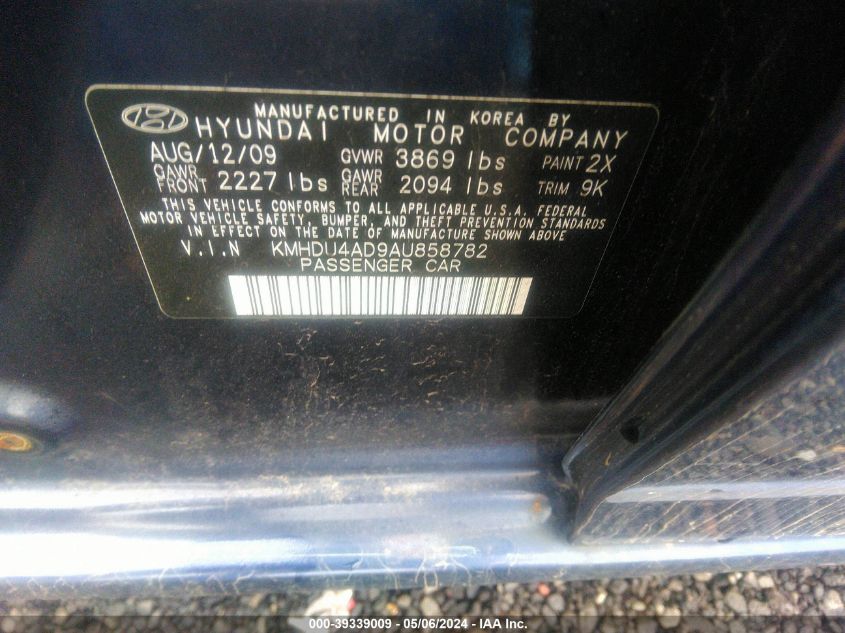 MANUFACTURED IN KOREA BY
HYUNDAI MOTOR COMPANY
AUG/12/09 GVWR 3869 lbs PAINT 2X
GAWR FRONT 2227 lbs GAWR REAR 2094 lbs TRIM 9K
THIS VEHICLE CONFORMS TO ALL APPLICABLE U.S.A. FEDERAL
MOTOR VEHICLE SAFETY, BUMPER, AND THEFT PREVENTION STANDARDS
IN EFFECT ON THE DATE OF MANUFACTURE SHOWN ABOVE
V.I.N KMHDU4AD9AU858782
PASSENGER CAR
000-39339009 - 05/06/2024 - IAA Inc.